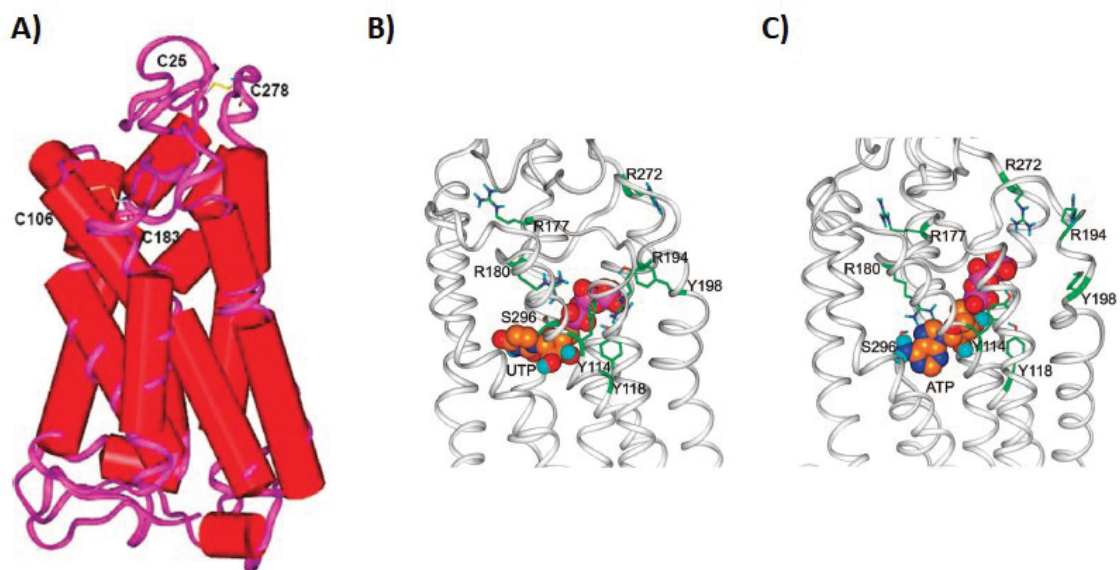 A)
C25
C278
C106
C183
B)
R272
R177
R180
R194
Y198
S296
UTP
Y114
Y118
C)
R272
R177
R194
R180
Y198
S296
Y114
ATP
Y118